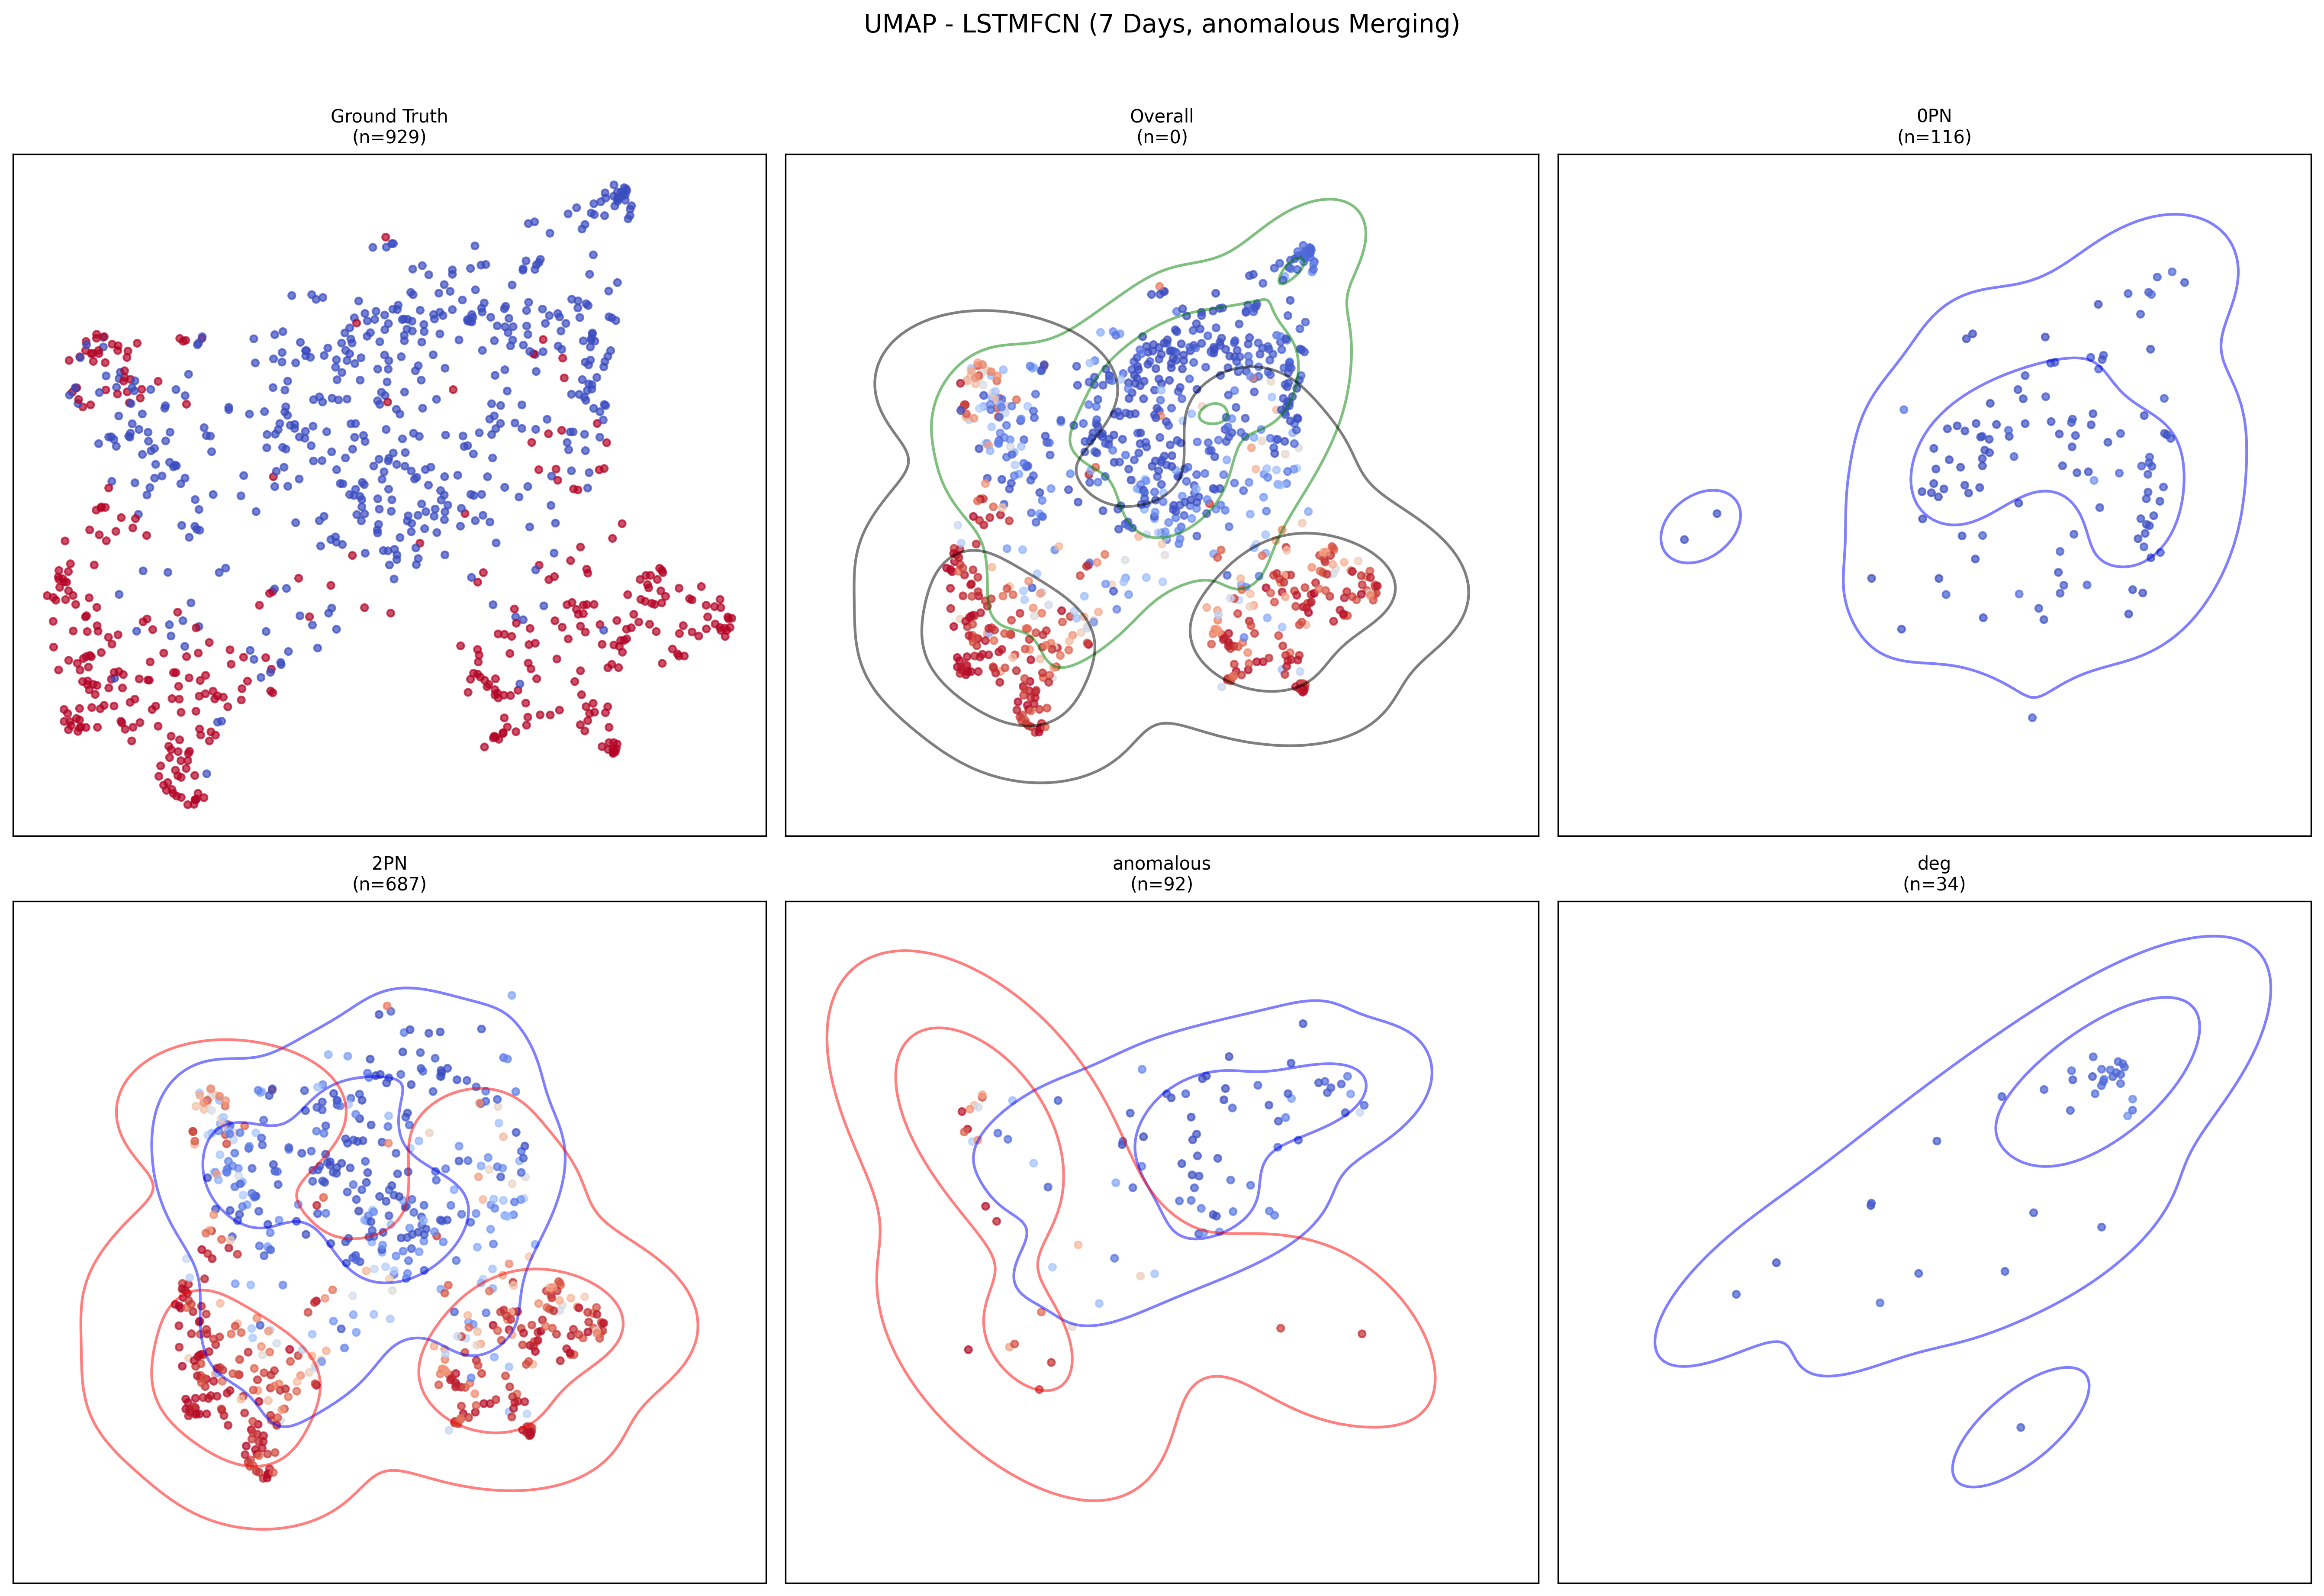 UMAP - LSTMFCN (7 Days, anomalous Merging)
Ground Truth
(n=929)
Overall
(n=0)
0PN
(n=116)
2PN
(n=687)
anomalous
(n=92)
deg
(n=34)